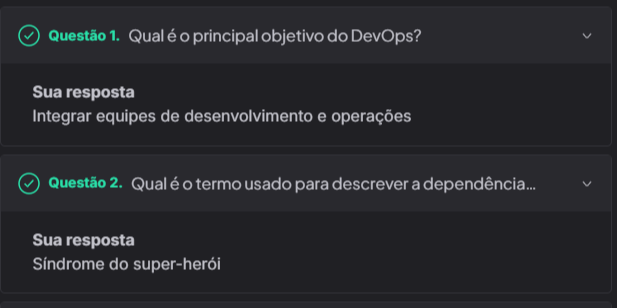 Questão 1. Qual é o principal objetivo do DevOps?
Sua resposta
Integrar equipes de desenvolvimento e operações
Questão 2. Qual é o termo usado para descrever a dependência...
Sua resposta
Síndrome do super-herói